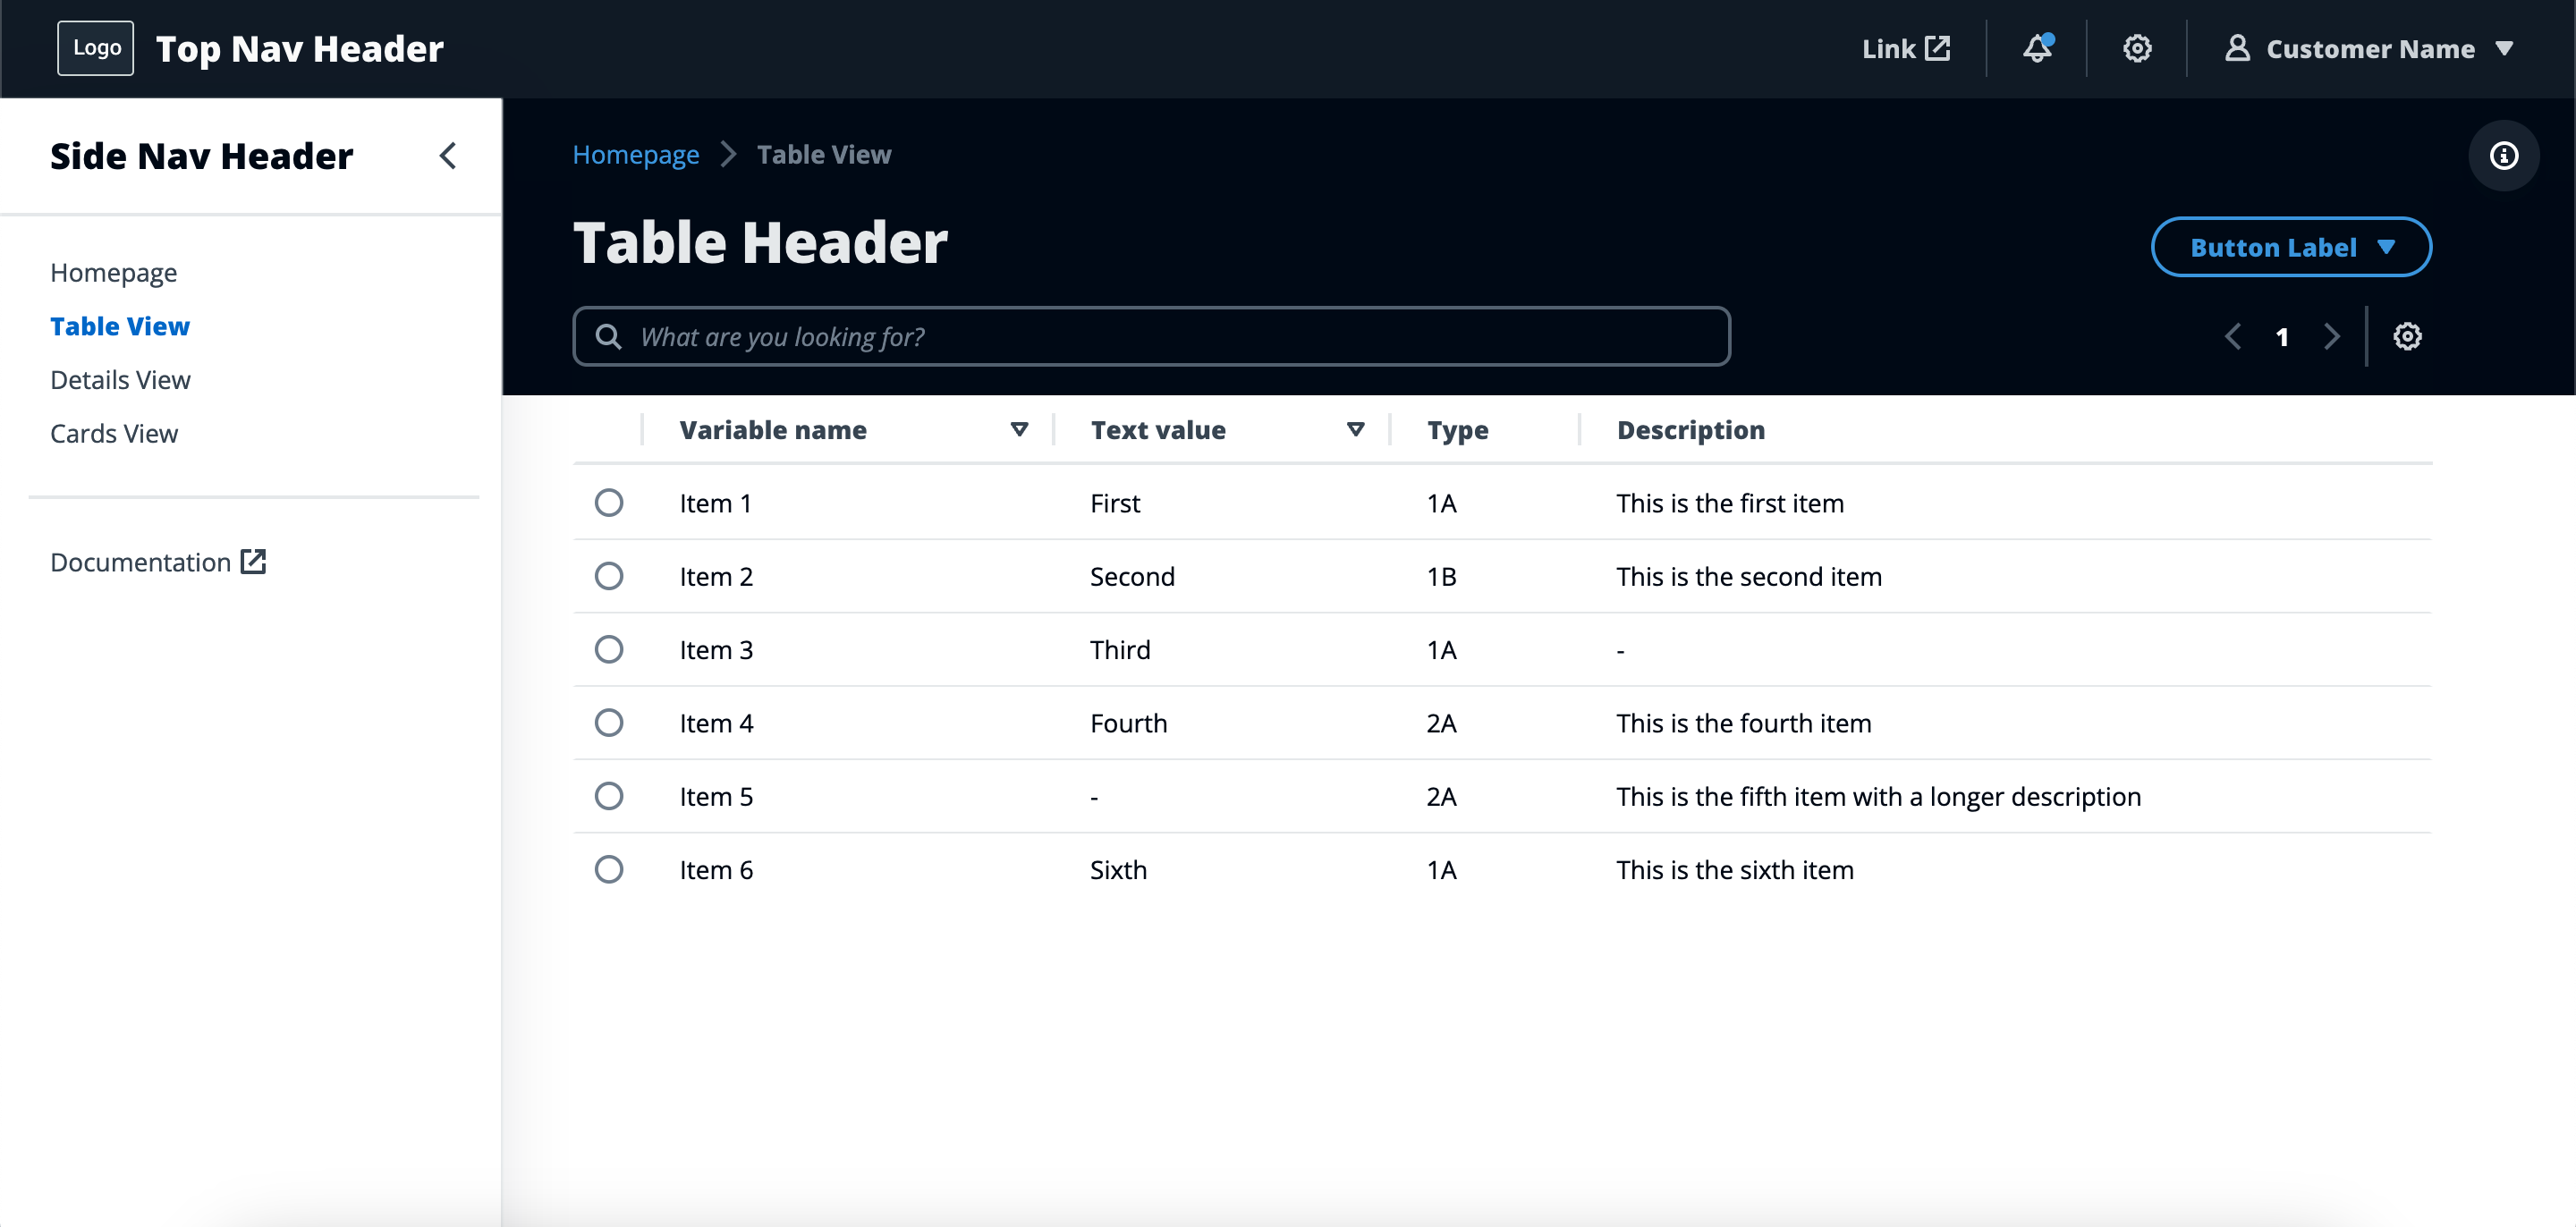 Logo Top Nav Header Link Customer Name
Side Nav Header
Homepage
Table View
Details View
Cards View
Documentation
Homepage Table View
Table Header
Button Label
What are you looking for?
1
Variable name Text value Type Description
Item 1 First 1A This is the first item
Item 2 Second 1B This is the second item
Item 3 Third 1A -
Item 4 Fourth 2A This is the fourth item
Item 5 - 2A This is the fifth item with a longer description
Item 6 Sixth 1A This is the sixth item